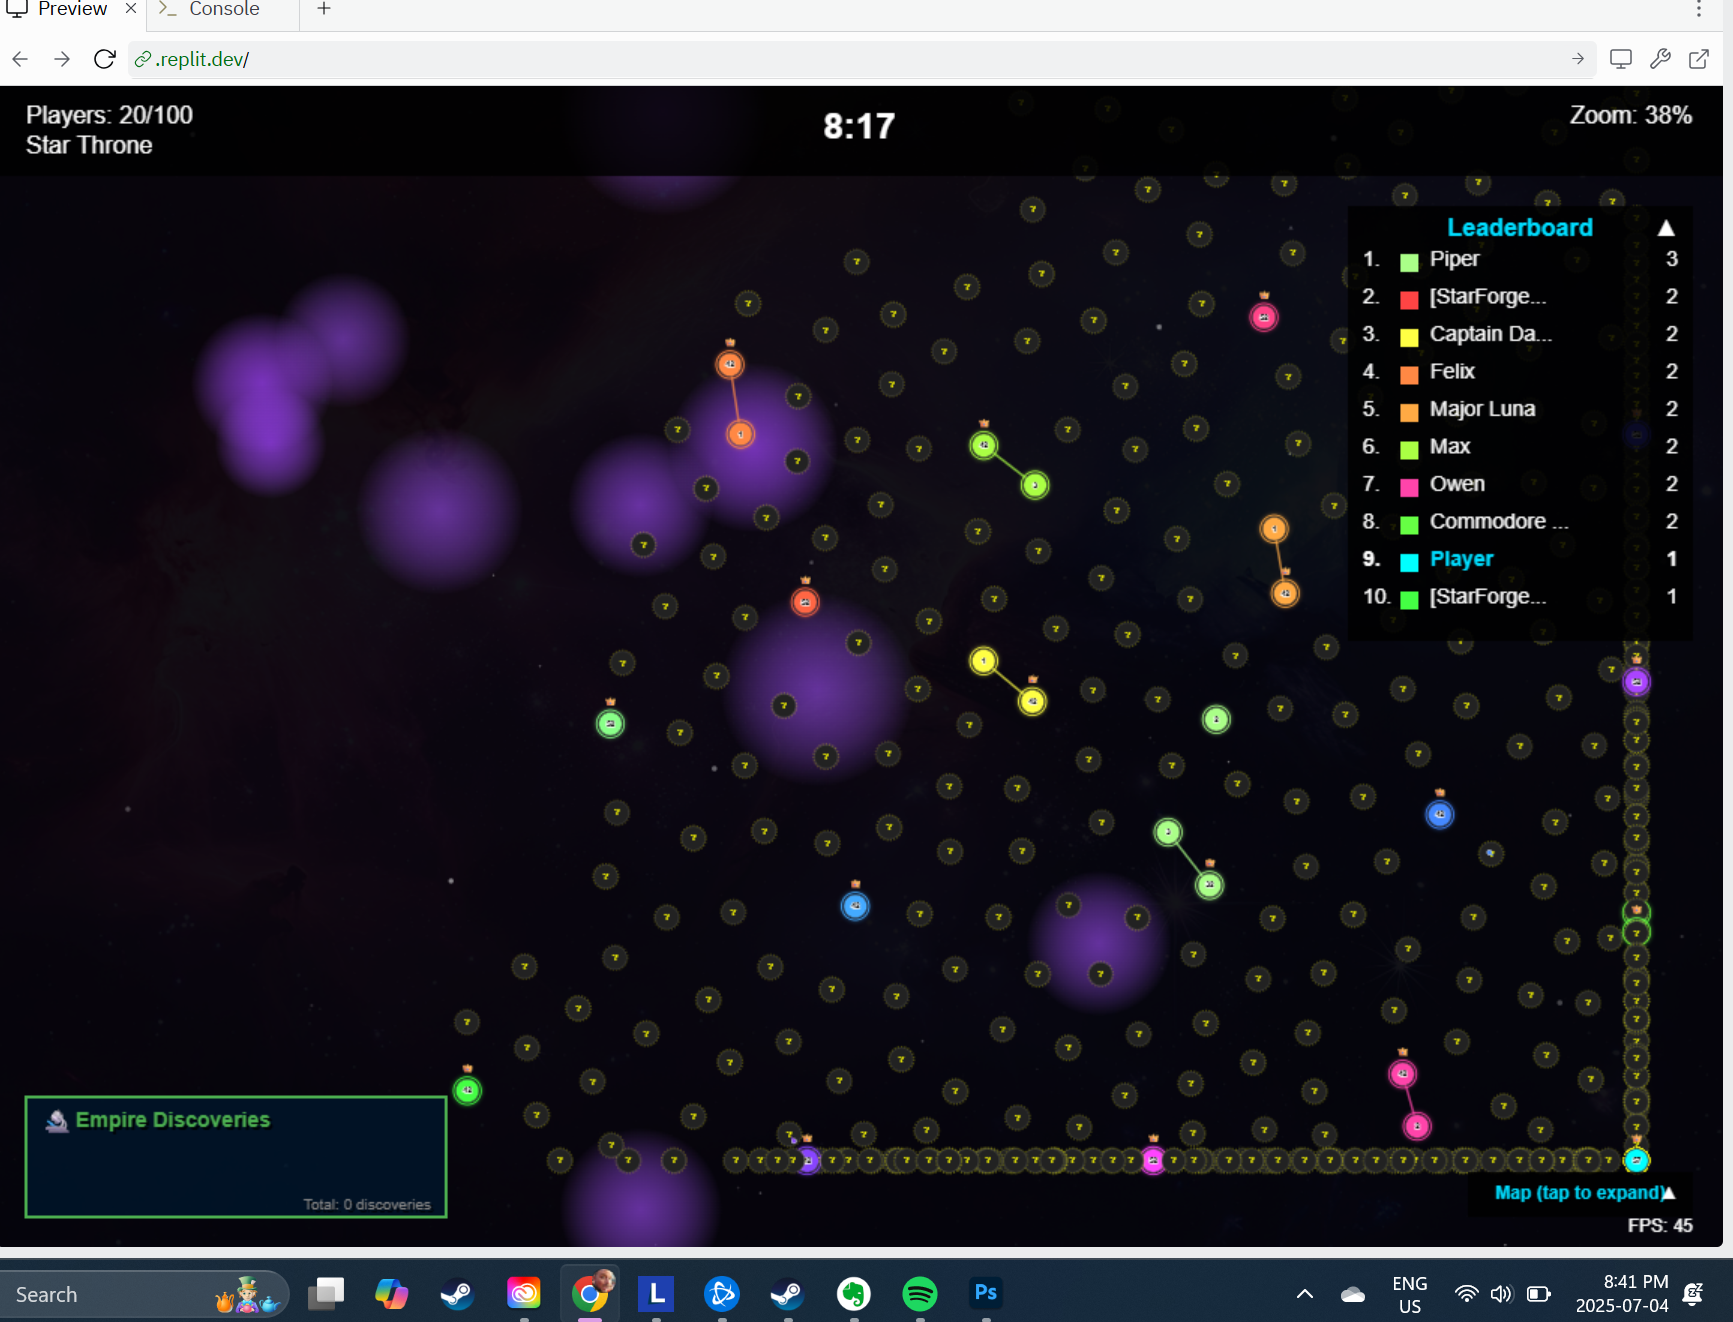 Preview
Console
.replit.dev/
Players: 20/100
Star Throne
8:17
Zoom: 38%
Leaderboard
1. Piper 3
2. [StarForge... 2
3. Captain Da... 2
4. Felix 2
5. Major Luna 2
6. Max 2
7. Owen 2
8. Commodore ... 2
9. Player 1
10. [StarForge... 1
Empire Discoveries
Total: 0 discoveries
Map (tap to expand)
FPS: 45
Search
L
Ps
ENG
US
8:41 PM
2025-07-04